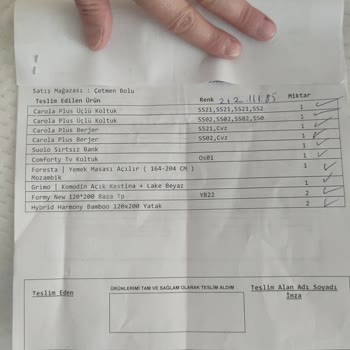 Satış Mağazası : Çetmen Bolu
Teslim Edilen Ürün Renk Miktar
Carola Plus Üçlü Koltuk SS21,SS21,SS21,SS2 1
Carola Plus Üçlü Koltuk SS02,SS02,SS02,SS0 1
Carola Plus Berjer SS21,Cvz 1
Carola Plus Berjer SS02,Cvz 1
Suolo Sırtsız Bank 1
Comforty Tv Koltuk Os01 1
Foresta | Yemek Masası Açılır ( 164-204 CM ) 1
Mozambik
Grimo | Komodin Açık Kestina + Lake Beyaz 1
Formy New 120*200 Baza Tp YB22 2
Hybrid Harmony Bamboo 120x200 Yatak 2
Teslim Eden
ÜRÜNLERİMİ TAM VE SAĞLAM OLARAK TESLİM ALDIM
Teslim Alan Adı Soyadı
İmza